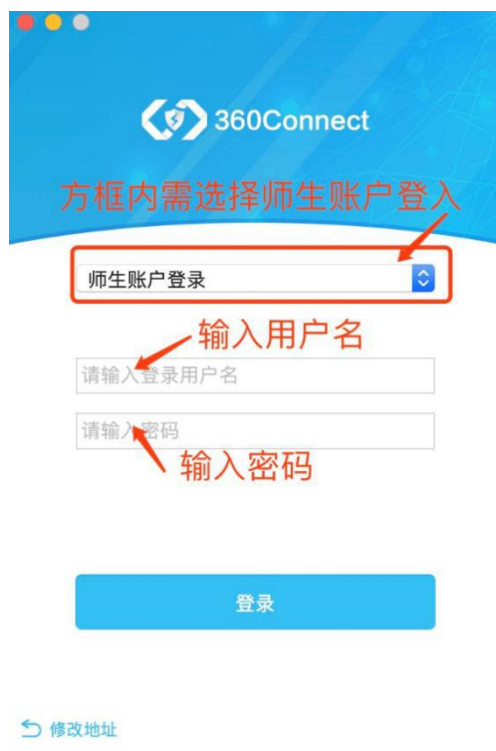 360Connect
方框内需选择师生账户登入
师生账户登录
输入用户名
请输入登录用户名
请输入密码
输入密码
登录
修改地址